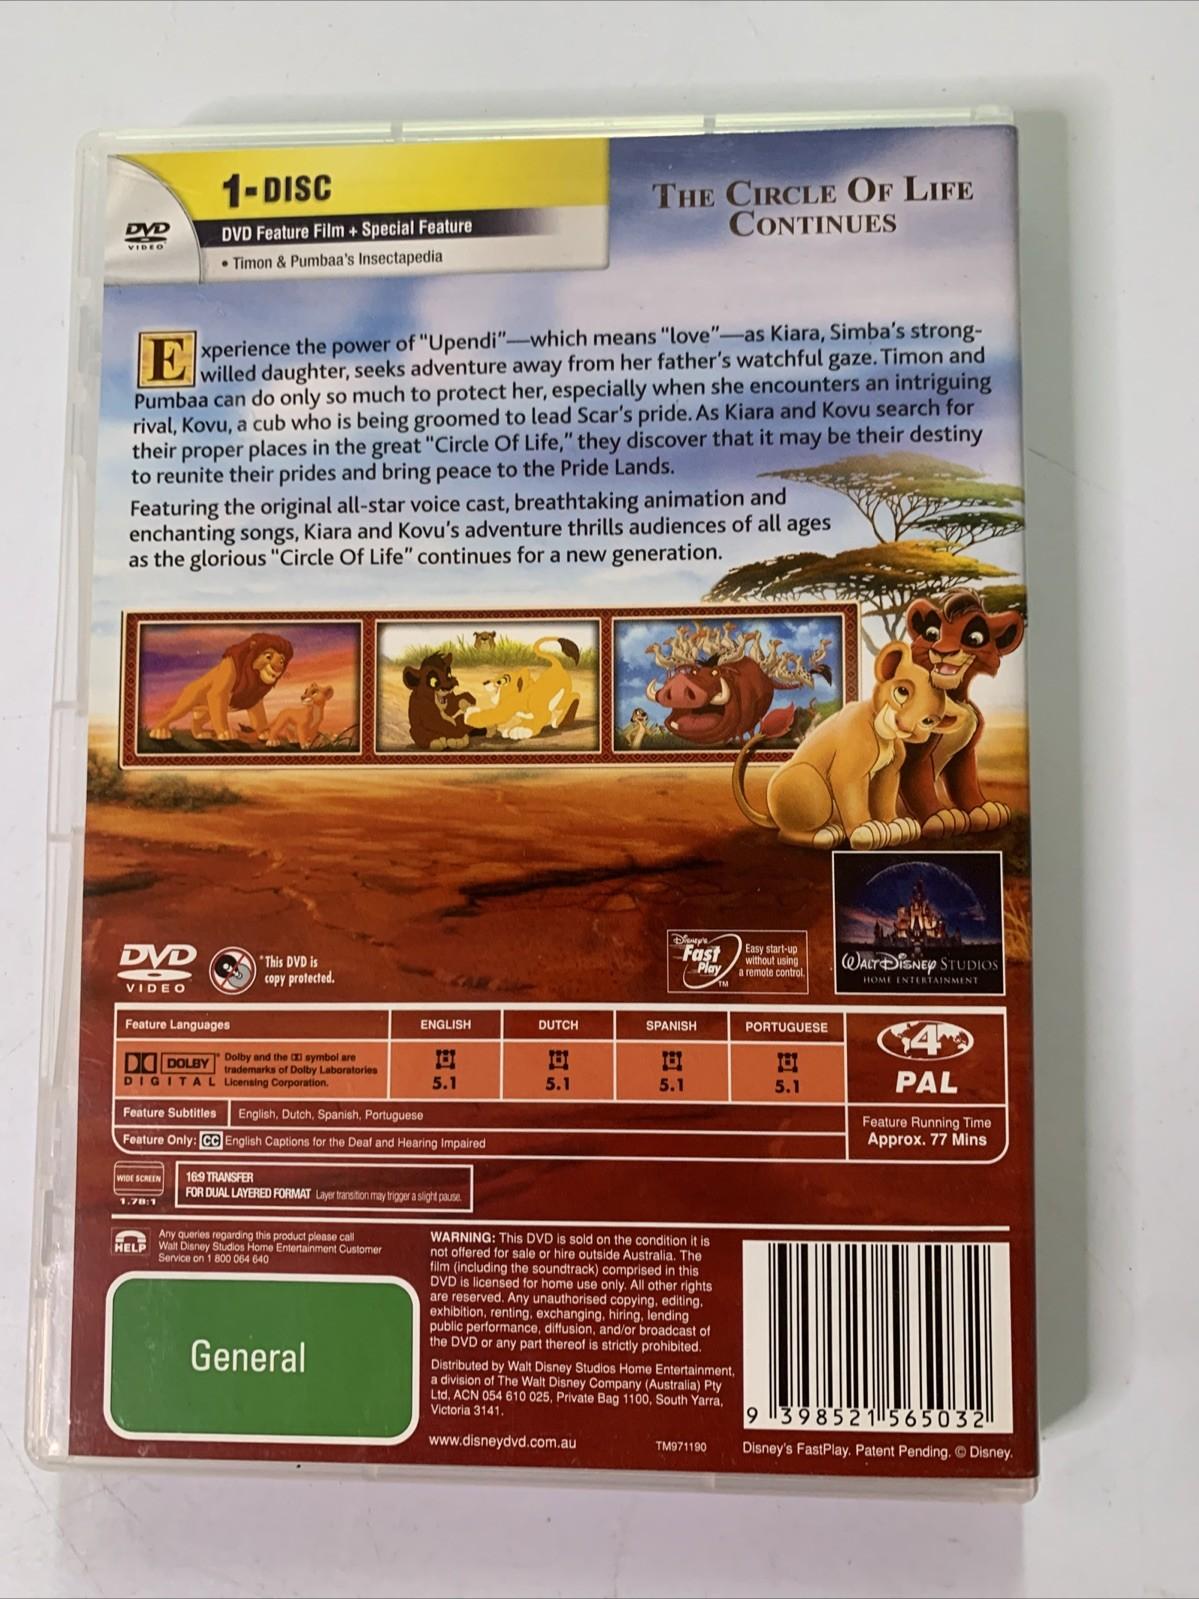 1-DISC
DVD Feature Film + Special Feature
• Timon & Pumbaa's Insectapedia
DVD
VIDEO
THE CIRCLE OF LIFE
CONTINUES
Experience the power of "Upendi"—which means "love"—as Kiara, Simba's strong-
willed daughter, seeks adventure away from her father's watchful gaze. Timon and
Pumbaa can do only so much to protect her, especially when she encounters an intriguing
rival, Kovu, a cub who is being groomed to lead Scar's pride. As Kiara and Kovu search for
their proper places in the great "Circle Of Life," they discover that it may be their destiny
to reunite their prides and bring peace to the Pride Lands.
Featuring the original all-star voice cast, breathtaking animation and
enchanting songs, Kiara and Kovu's adventure thrills audiences of all ages
as the glorious "Circle Of Life" continues for a new generation.
DVD
VIDEO
*This DVD is
copy protected.
Disney's
Fast
Play
TM
Easy start-up
without using
a remote control.
WALT DISNEY STUDIOS
HOME ENTERTAINMENT
Feature Languages
ENGLISH
DUTCH
SPANISH
PORTUGUESE
DOLBY
DIGITAL
Dolby and the symbol are
trademarks of Dolby Laboratories
Licensing Corporation.
5.1
5.1
5.1
5.1
4
PAL
Feature Subtitles
English, Dutch, Spanish, Portuguese
Feature Only: CC English Captions for the Deaf and Hearing Impaired
Feature Running Time
Approx. 77 Mins
WIDE SCREEN
1.78:1
16:9 TRANSFER
FOR DUAL LAYERED FORMAT Layer transition may trigger a slight pause.
HELP
Any queries regarding this product please call
Walt Disney Studios Home Entertainment Customer
Service on 1 800 064 640
General
WARNING: This DVD is sold on the condition it is
not offered for sale or hire outside Australia. The
film (including the soundtrack) comprised in this
DVD is licensed for home use only. All other rights
are reserved. Any unauthorised copying, editing,
exhibition, renting, exchanging, hiring, lending
public performance, diffusion, and/or broadcast of
the DVD or any part thereof is strictly prohibited.
Distributed by Walt Disney Studios Home Entertainment,
a division of The Walt Disney Company (Australia) Pty
Ltd, ACN 054 610 025, Private Bag 1100, South Yarra,
Victoria 3141.
www.disneydvd.com.au
TM971190
9 398521 565032
Disney's FastPlay. Patent Pending. © Disney.